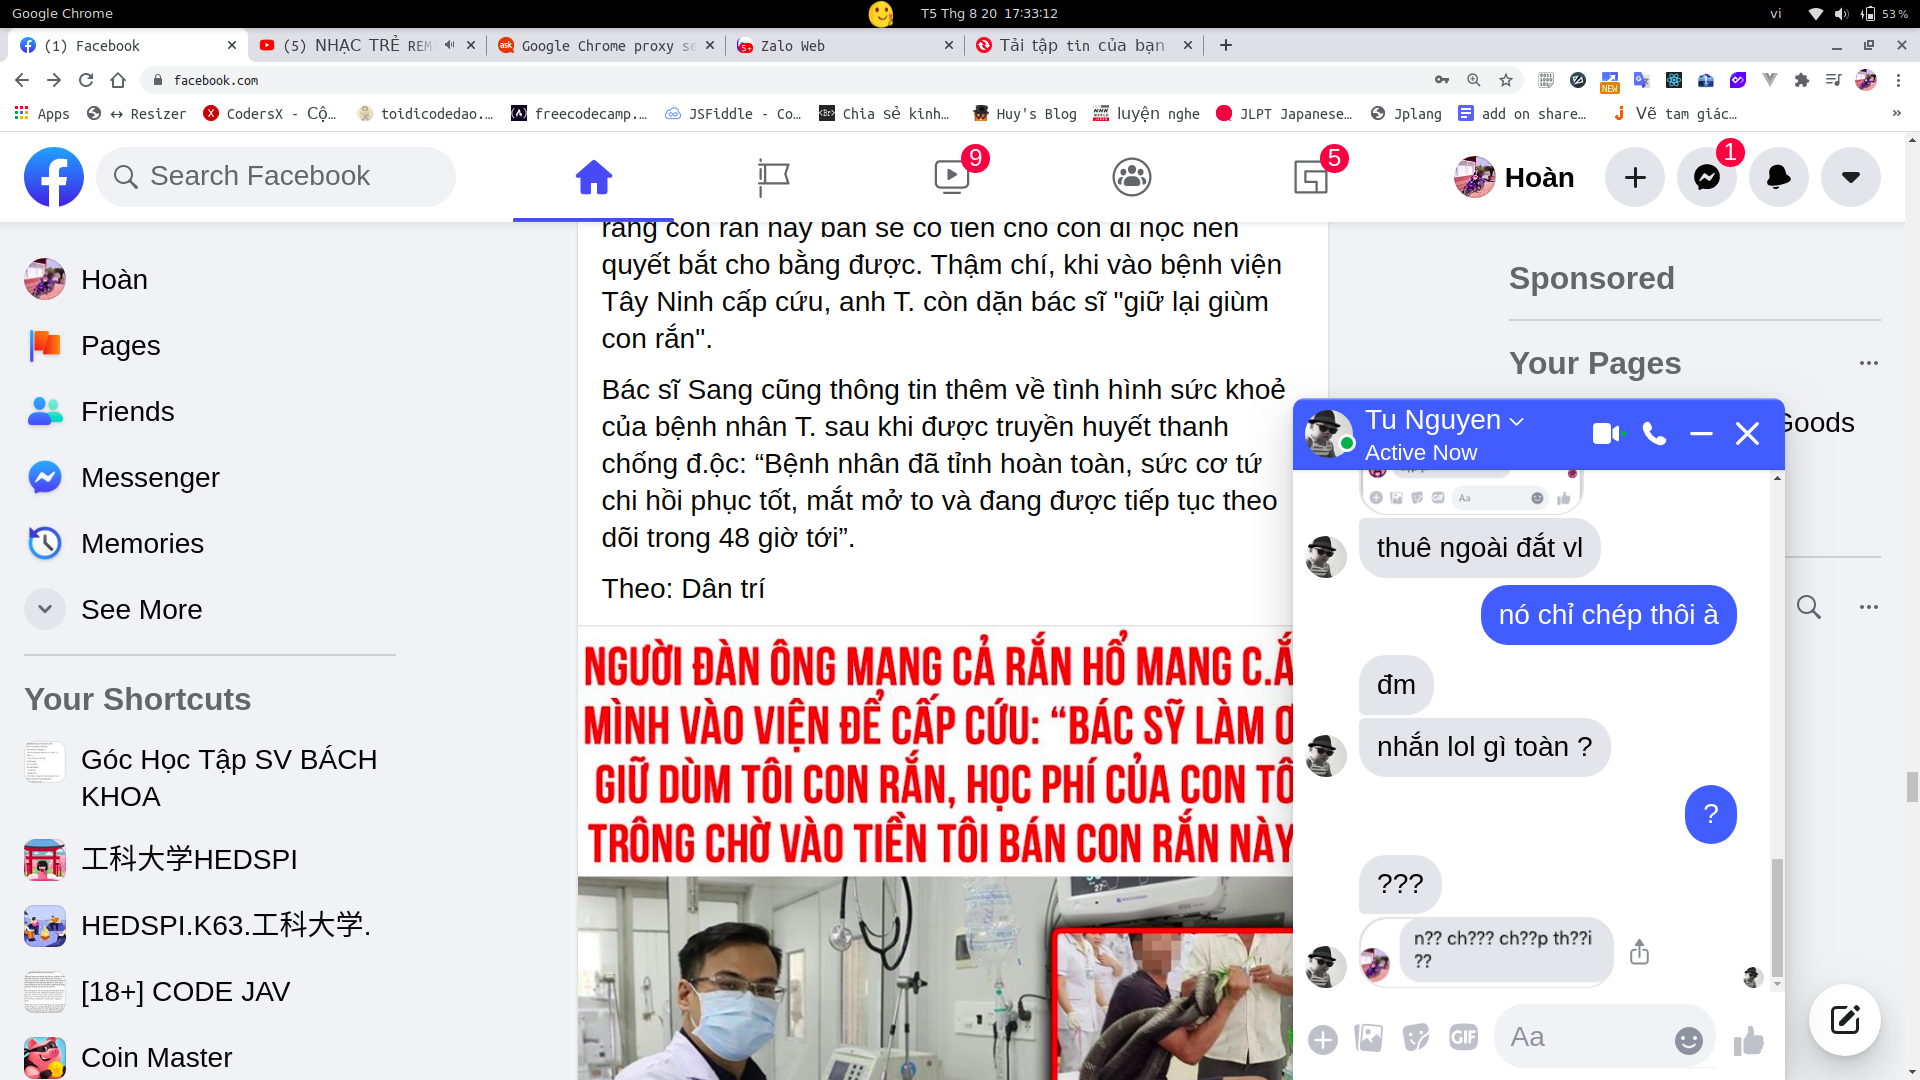 Google Chrome
T5 Thg 8 20 17:33:12
vi
53 %
(1) Facebook
(5) NHẠC TRẺ REM
Google Chrome proxy se
Zalo Web
Tải tập tin của bạn
facebook.com
NEW
Apps
↔ Resizer
CodersX - Cộ…
toidicodedao.…
freecodecamp.…
JSFiddle - Co…
Chia sẻ kinh…
Huy's Blog
luyện nghe
JLPT Japanese…
Jplang
add on share…
Vẽ tam giác…
»
Search Facebook
9
5
Hoàn
1
Hoàn
Pages
Friends
Messenger
Memories
See More
Your Shortcuts
Góc Học Tập SV BÁCH
KHOA
工科大学HEDSPI
HEDSPI.K63.工科大学.
[18+] CODE JAV
Coin Master
rằng con rắn này bán sẽ có tiền cho con đi học nên
quyết bắt cho bằng được. Thậm chí, khi vào bệnh viện
Tây Ninh cấp cứu, anh T. còn dặn bác sĩ "giữ lại giùm
con rắn".
Bác sĩ Sang cũng thông tin thêm về tình hình sức khoẻ
của bệnh nhân T. sau khi được truyền huyết thanh
chống đ.ộc: “Bệnh nhân đã tỉnh hoàn toàn, sức cơ tứ
chi hồi phục tốt, mắt mở to và đang được tiếp tục theo
dõi trong 48 giờ tới”.
Theo: Dân trí
NGƯỜI ĐÀN ÔNG MANG CẢ RẮN HỔ MANG C.Ắ
MÌNH VÀO VIỆN ĐỂ CẤP CỨU: “BÁC SỸ LÀM Ơ
GIỮ DÙM TÔI CON RẮN, HỌC PHÍ CỦA CON TÔ
TRÔNG CHỜ VÀO TIỀN TÔI BÁN CON RẮN NÀY
Sponsored
Your Pages
Goods
Tu Nguyen
Active Now
Aa
thuê ngoài đắt vl
nó chỉ chép thôi à
đm
nhắn lol gì toàn ?
?
???
n?? ch??? ch??p th??i
??
GIF
Aa